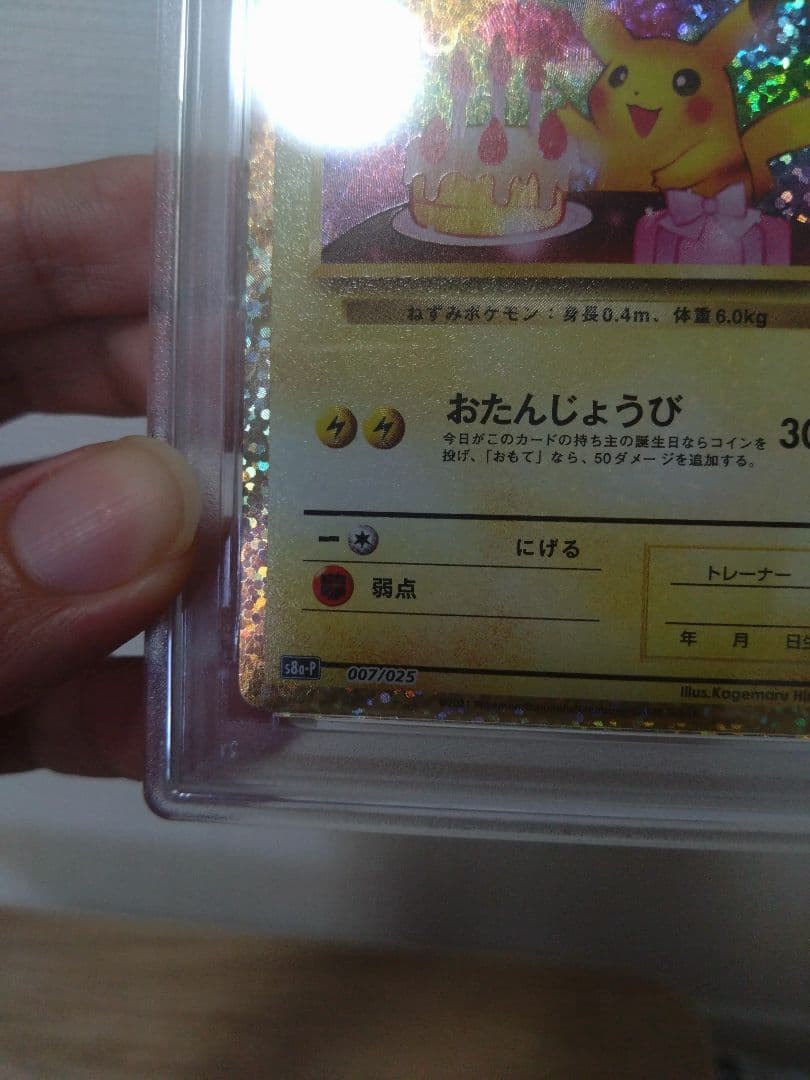 ねずみポケモン：身長0.4m、体重6.0kg
おたんじょうび 30
今日がこのカードの持ち主の誕生日ならコインを
投げ、「おもて」なら、50ダメージを追加する。
にげる
弱点
トレーナー
年 月 日生
s8a-P 007/025
Illus.Kagemaru Hi